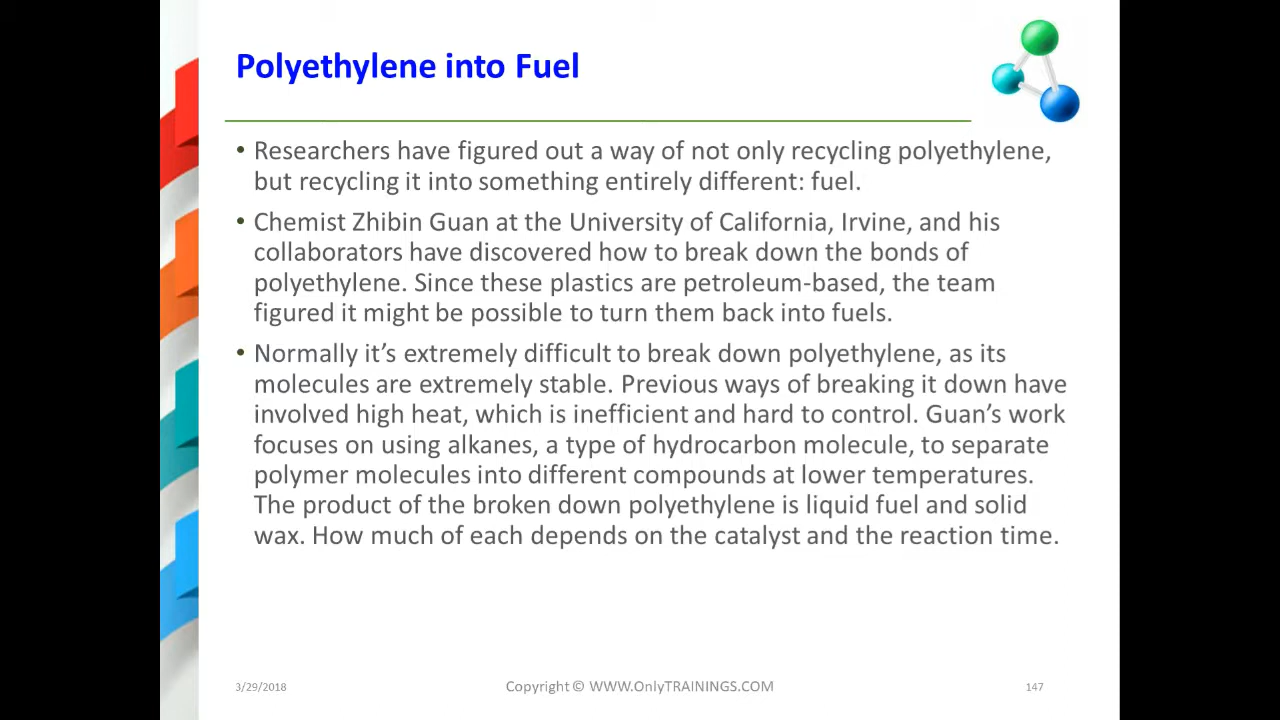 Polyethylene into Fuel
• Researchers have figured out a way of not only recycling polyethylene,
but recycling it into something entirely different: fuel.
• Chemist Zhibin Guan at the University of California, Irvine, and his
collaborators have discovered how to break down the bonds of
polyethylene. Since these plastics are petroleum-based, the team
figured it might be possible to turn them back into fuels.
• Normally it’s extremely difficult to break down polyethylene, as its
molecules are extremely stable. Previous ways of breaking it down have
involved high heat, which is inefficient and hard to control. Guan’s work
focuses on using alkanes, a type of hydrocarbon molecule, to separate
polymer molecules into different compounds at lower temperatures.
The product of the broken down polyethylene is liquid fuel and solid
wax. How much of each depends on the catalyst and the reaction time.
3/29/2018
Copyright © WWW.OnlyTRAININGS.COM
147